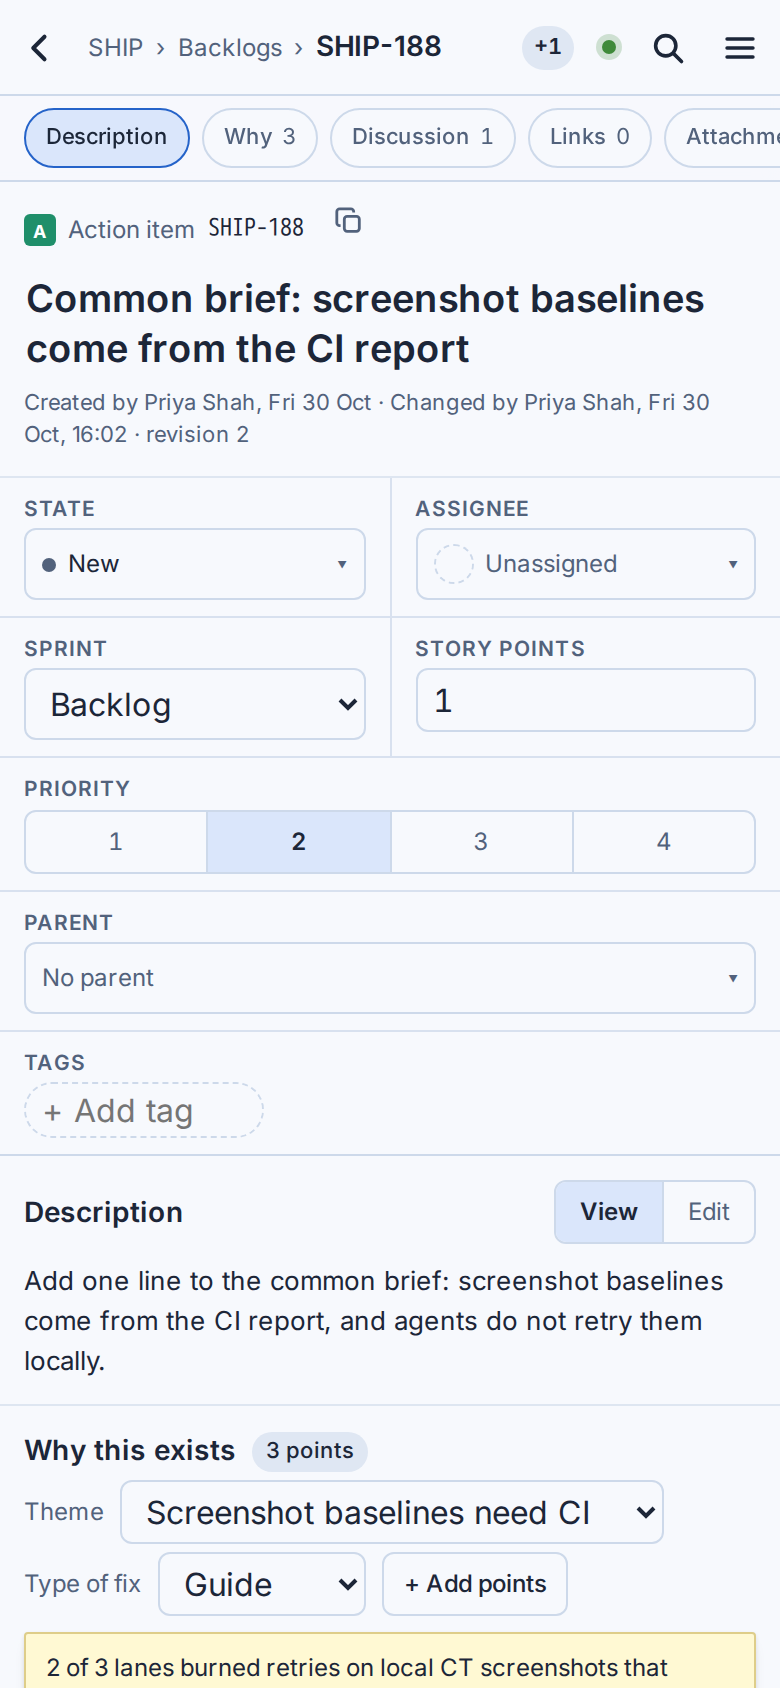 SHIP › Backlogs › SHIP-188 +1
Description Why 3 Discussion 1 Links 0 Attachme
A Action item SHIP-188
Common brief: screenshot baselines
come from the CI report
Created by Priya Shah, Fri 30 Oct · Changed by Priya Shah, Fri 30
Oct, 16:02 · revision 2
STATE ASSIGNEE
New Unassigned
SPRINT STORY POINTS
Backlog 1
PRIORITY
1 2 3 4
PARENT
No parent
TAGS
+ Add tag
Description View Edit
Add one line to the common brief: screenshot baselines
come from the CI report, and agents do not retry them
locally.
Why this exists 3 points
Theme Screenshot baselines need CI
Type of fix Guide + Add points
2 of 3 lanes burned retries on local CT screenshots that